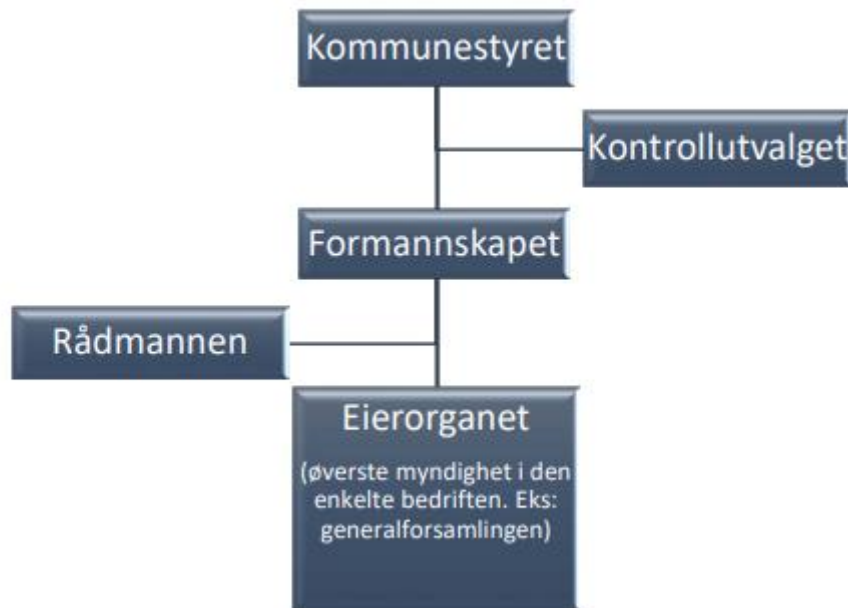 Kommunestyret
Kontrollutvalget
Formannskapet
Rådmannen
Eierorganet
(øverste myndighet i den
enkelte bedriften. Eks:
generalforsamlingen)